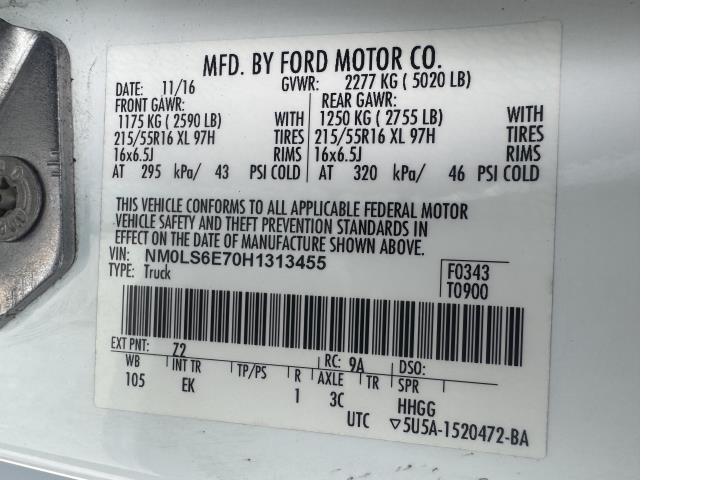 MFD. BY FORD MOTOR CO.
DATE: 11/16 GVWR: 2277 KG ( 5020 LB)
FRONT GAWR: REAR GAWR:
1175 KG ( 2590 LB) WITH 1250 KG ( 2755 LB) WITH
215/55R16 XL 97H TIRES 215/55R16 XL 97H TIRES
16x6.5J RIMS 16x6.5J RIMS
AT 295 kPa/ 43 PSI COLD AT 320 kPa/ 46 PSI COLD
THIS VEHICLE CONFORMS TO ALL APPLICABLE FEDERAL MOTOR
VEHICLE SAFETY AND THEFT PREVENTION STANDARDS IN
EFFECT ON THE DATE OF MANUFACTURE SHOWN ABOVE.
VIN: NM0LS6E70H1313455
TYPE: Truck
F0343
T0900
EXT PNT: Z2 RC: 9A DSO:
WB INT TR TP/PS R AXLE TR SPR
105 EK 1 3C HHGG
UTC ▽5U5A-1520472-BA